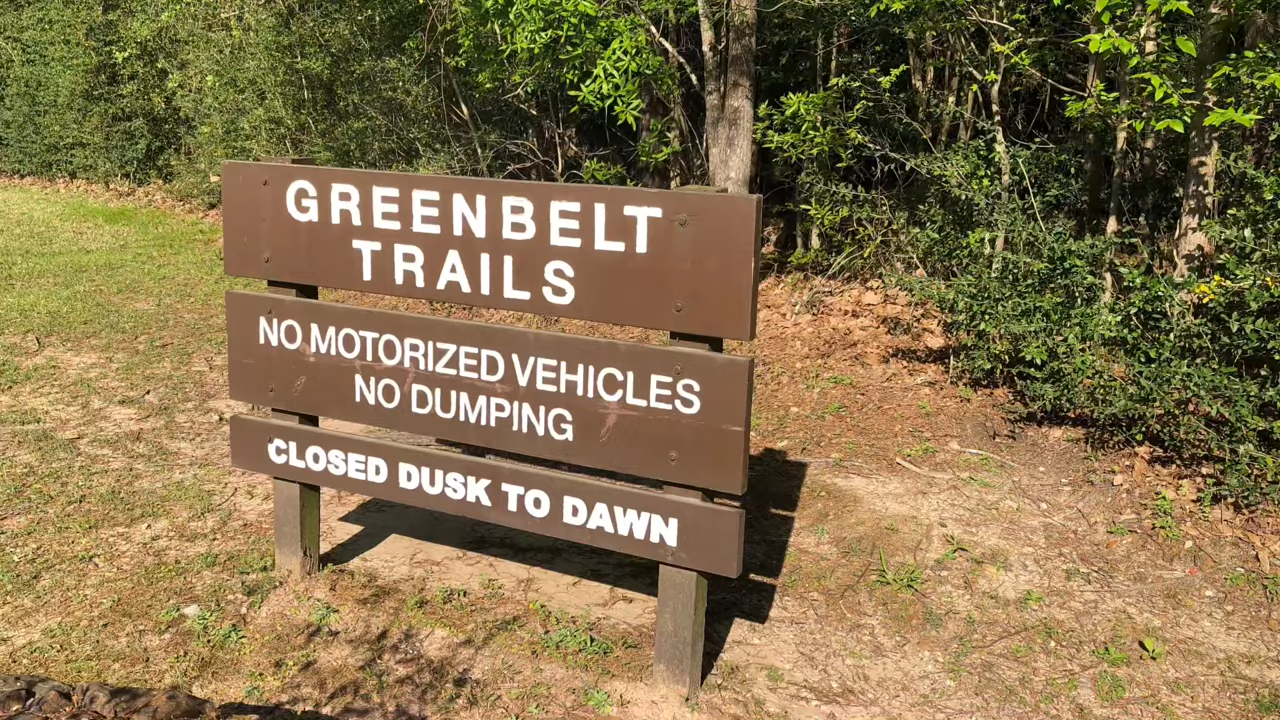 GREENBELT
TRAILS
NO MOTORIZED VEHICLES
NO DUMPING
CLOSED DUSK TO DAWN